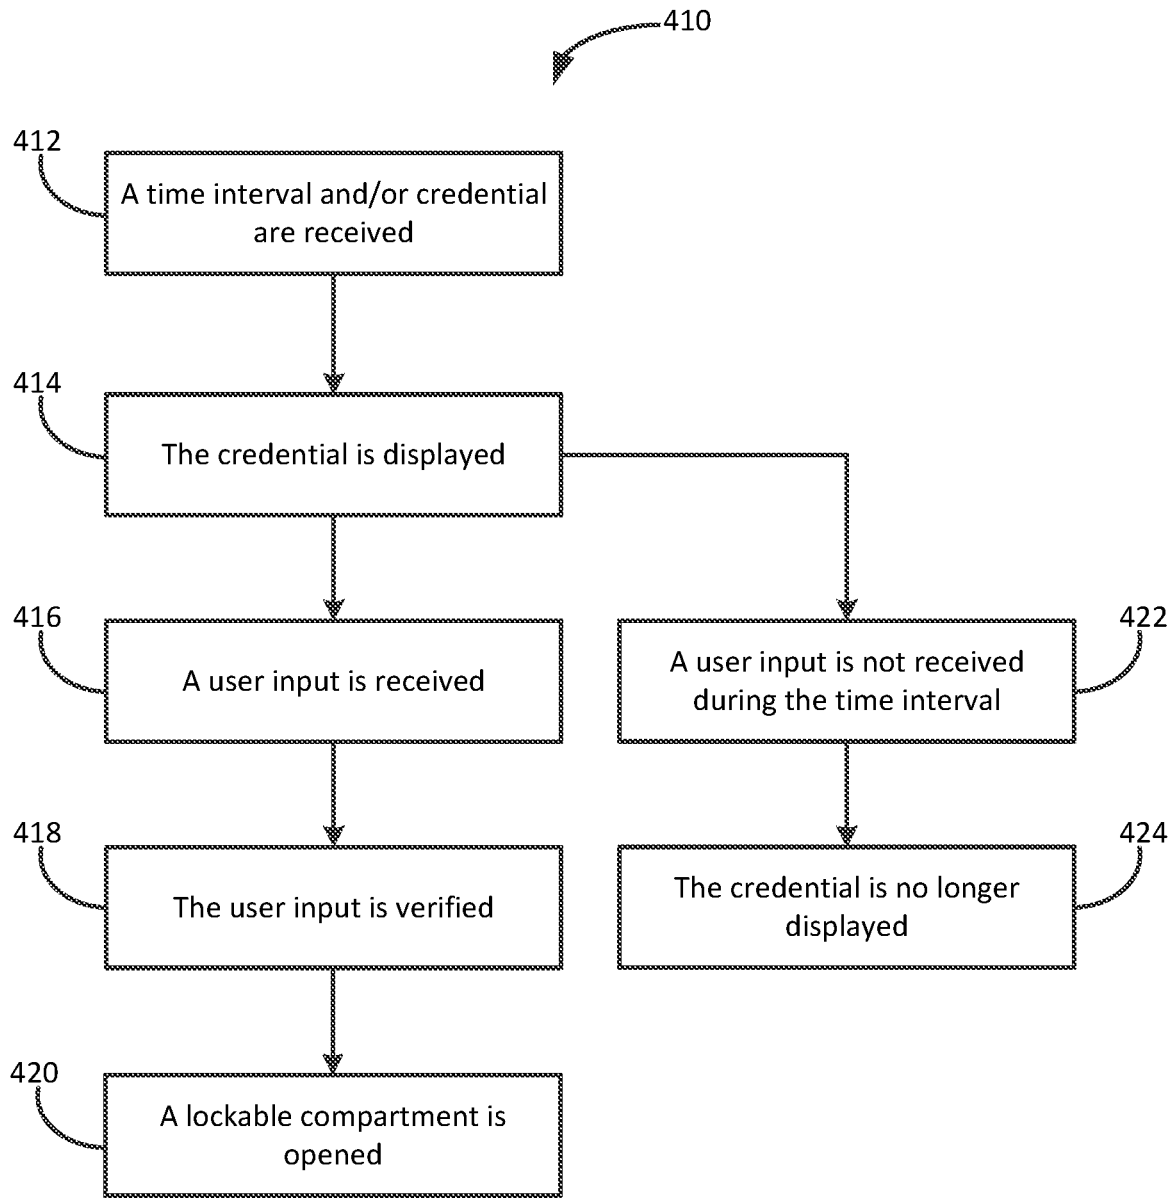 410
412
A time interval and/or credential
are received
414
The credential is displayed
416
A user input is received
422
A user input is not received
during the time interval
418
The user input is verified
424
The credential is no longer
displayed
420
A lockable compartment is
opened